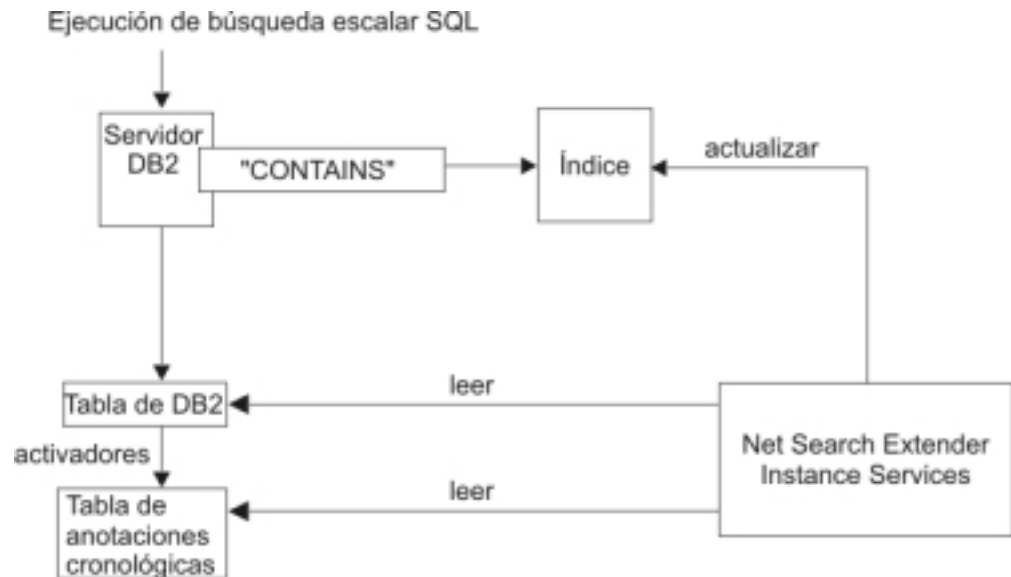 Ejecución de búsqueda escalar SQL
Servidor
DB2
"CONTAINS"
Índice
actualizar
Tabla de DB2
leer
activadores
Net Search Extender
Instance Services
Tabla de
anotaciones
cronológicas
leer